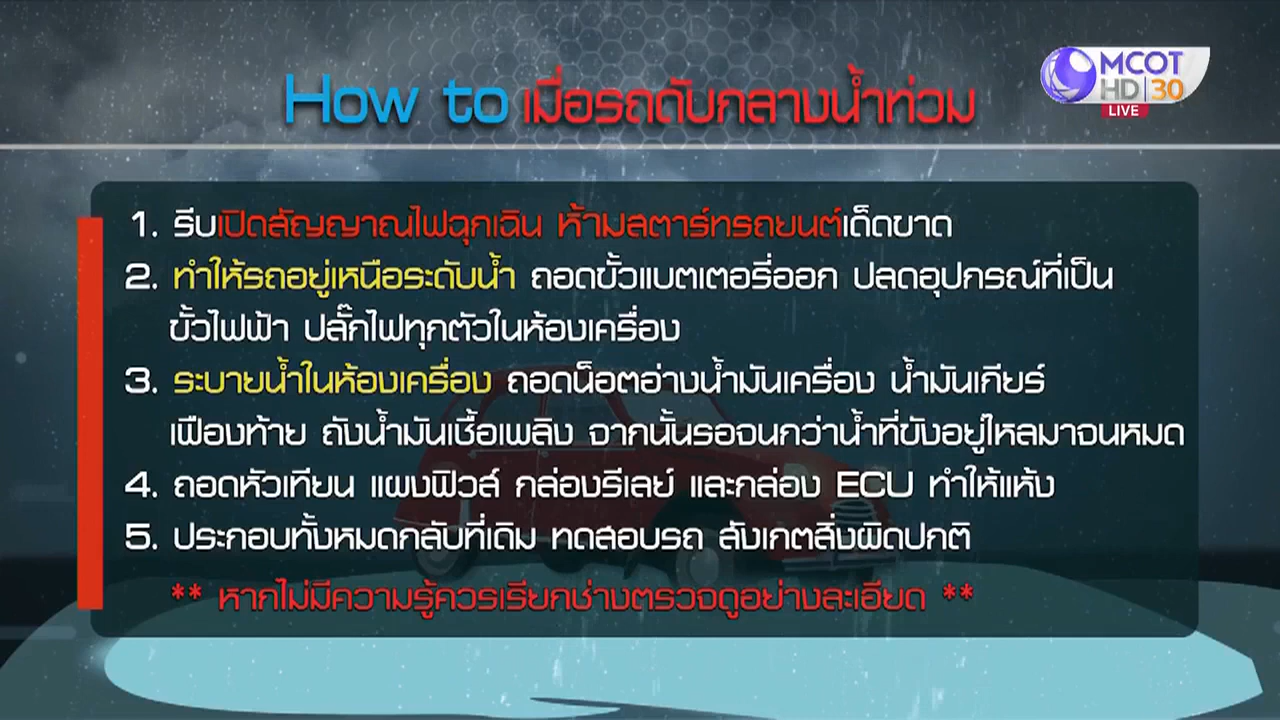 How to เมื่อรถดับกลางน้ำท่วม
MCOT
HD 30
LIVE
1. รีบเปิดสัญญาณไฟฉุกเฉิน ห้ามสตาร์ทรถยนต์เด็ดขาด
2. ทำให้รถอยู่เหนือระดับน้ำ ถอดขั้วแบตเตอรี่ออก ปลดอุปกรณ์ที่เป็น
ขั้วไฟฟ้า ปลั๊กไฟทุกตัวในห้องเครื่อง
3. ระบายน้ำในห้องเครื่อง ถอดน็อตอ่างน้ำมันเครื่อง น้ำมันเกียร์
เฟืองท้าย ถังน้ำมันเชื้อเพลิง จากนั้นรอจนกว่าน้ำที่ขังอยู่ไหลมาจนหมด
4. ถอดหัวเทียน แผงฟิวส์ กล่องรีเลย์ และกล่อง ECU ทำให้แห้ง
5. ประกอบทั้งหมดกลับที่เดิม ทดสอบรถ สังเกตสิ่งผิดปกติ
** หากไม่มีความรู้ควรเรียกช่างตรวจดูอย่างละเอียด **